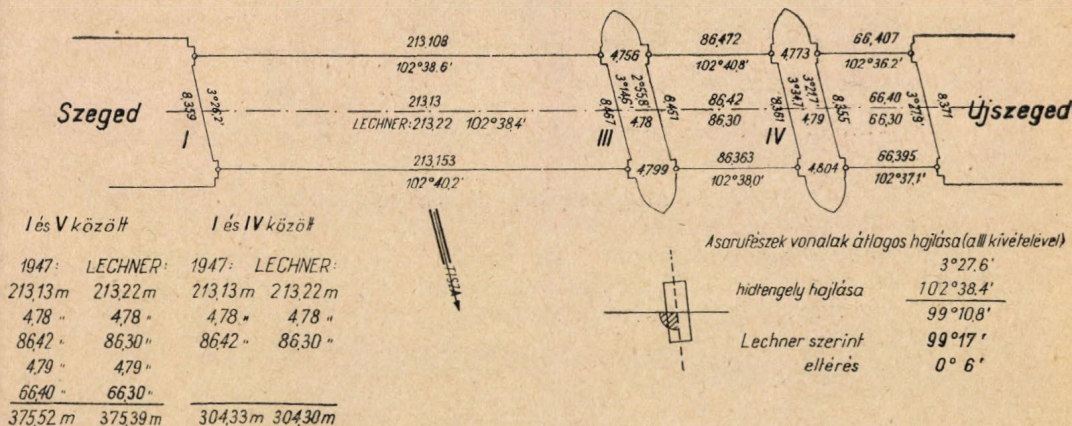 213,108 4,756 86,472 4,773 66,407
102°38.6' 102°40,8' 102°36.2'
Szeged I 8,359 3°26,2' 213,13 III 8,467 3°14,6' 2°55,8' 4,78 8,461 86,42 IV 8,361 3°24,7' 3°21,7' 4,79 8,355 66,40 3°27,9' 8,371 Újszeged
LECHNER: 213,22 102°38,4' 86,30 66,30
213,153 4,799 86,363 4,804 66,395
102°40,2' 102°38,0' 102°37,1'
TISZA
I és V között I és IV között
1947: LECHNER: 1947: LECHNER:
213,13 m 213,22 m 213,13 m 213,22 m
4,78 " 4,78 " 4,78 " 4,78 "
86,42 " 86,30 " 86,42 " 86,30 "
4,79 " 4,79 "
66,40 " 66,30 "
375,52 m 375,39 m 304,33 m 304,30 m
A sarufészek vonalak átlagos hajlása (a III kivételével)
3°27.6'
hidtengely hajlása 102°38.4'
99°10,8'
Lechner szerint 99°17'
eltérés 0° 6'